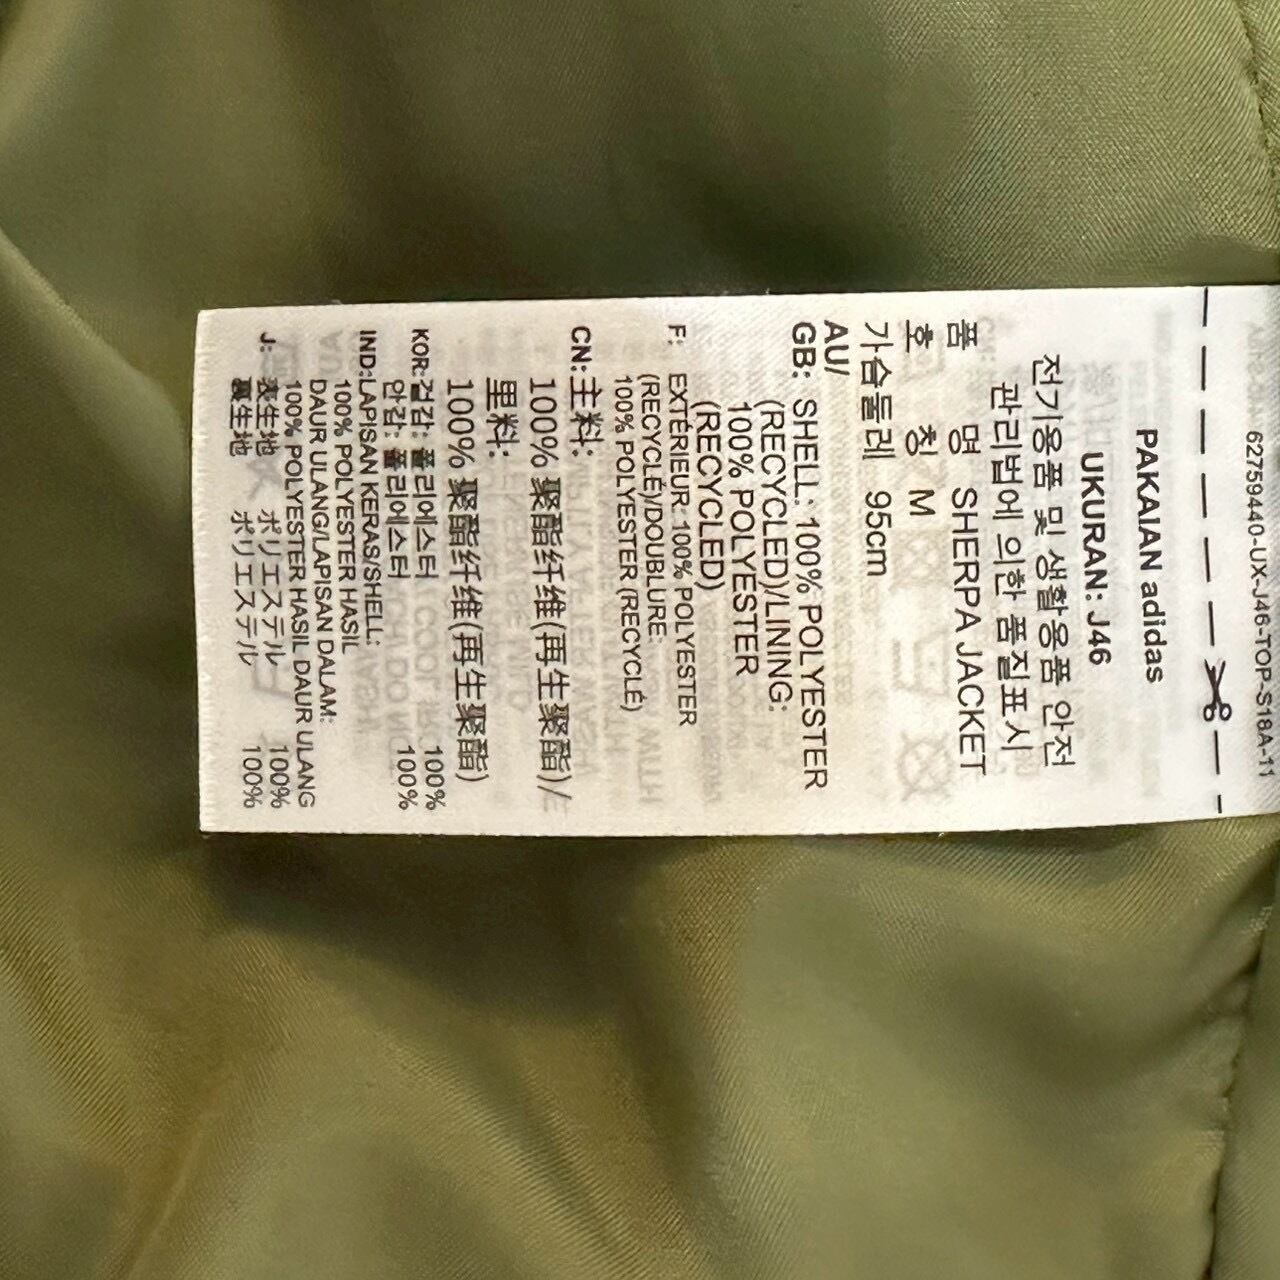 62759440-UX-J46-TOP-S18A-11
PAKAIAN adidas
UKURAN: J46
전기용품 및 생활용품 안전
관리법에 의한 품질표시
품 명 SHERPA JACKET
호 칭 M
가슴둘레 95cm
AU/
GB: SHELL: 100% POLYESTER
(RECYCLED)/LINING:
100% POLYESTER
(RECYCLED)
F: EXTÉRIEUR: 100% POLYESTER
(RECYCLÉ)/DOUBLURE:
100% POLYESTER (RECYCLÉ)
CN: 主料:
100% 聚酯纤维(再生聚酯)/
里料:
100% 聚酯纤维(再生聚酯)
KOR: 겉감: 폴리에스터 100%
안감: 폴리에스터 100%
IND:LAPISAN KERAS/SHELL:
100% POLYESTER HASIL
DAUR ULANG/LAPISAN DALAM:
100% POLYESTER HASIL DAUR ULANG
J: 表生地 ポリエステル 100%
裏生地 ポリエステル 100%